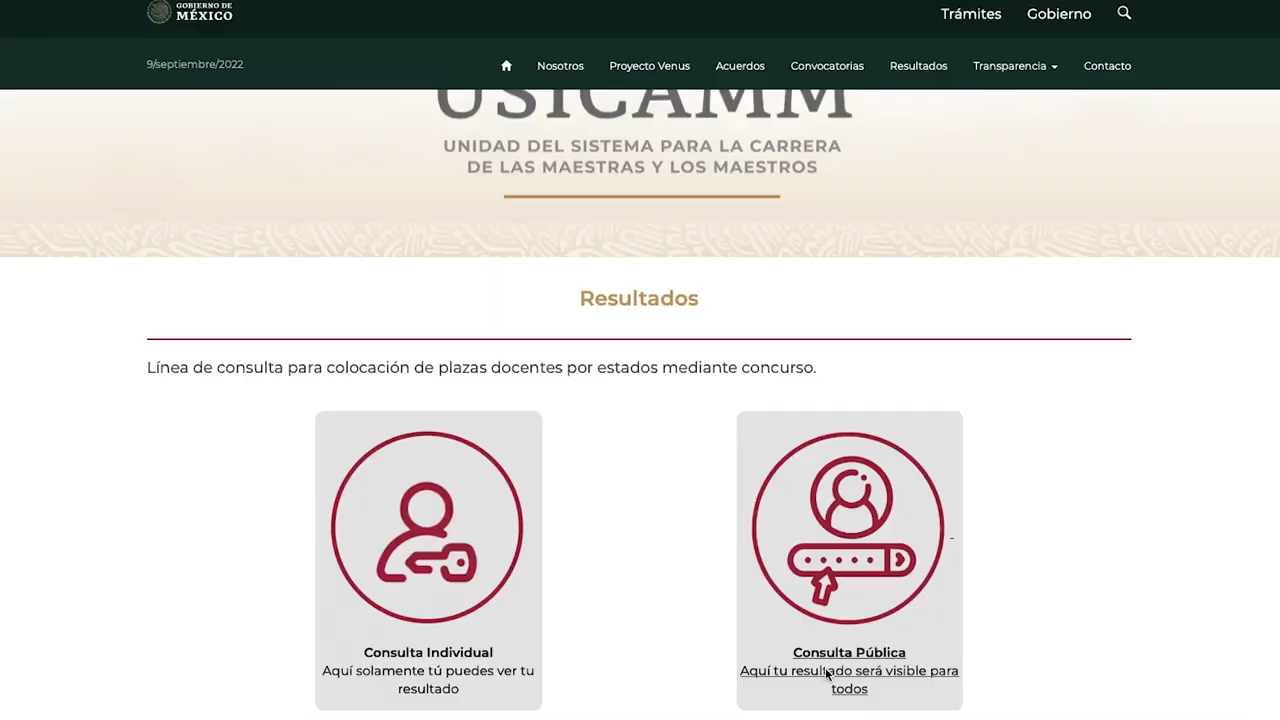 GOBIERNO DE
MÉXICO
Trámites
Gobierno
9/septiembre/2022
Nosotros
Proyecto Venus
Acuerdos
Convocatorias
Resultados
Transparencia
Contacto
USICAMM
UNIDAD DEL SISTEMA PARA LA CARRERA
DE LAS MAESTRAS Y LOS MAESTROS
Resultados
Línea de consulta para colocación de plazas docentes por estados mediante concurso.
Consulta Individual
Aquí solamente tú puedes ver tu
resultado
Consulta Pública
Aquí tu resultado será visible para
todos